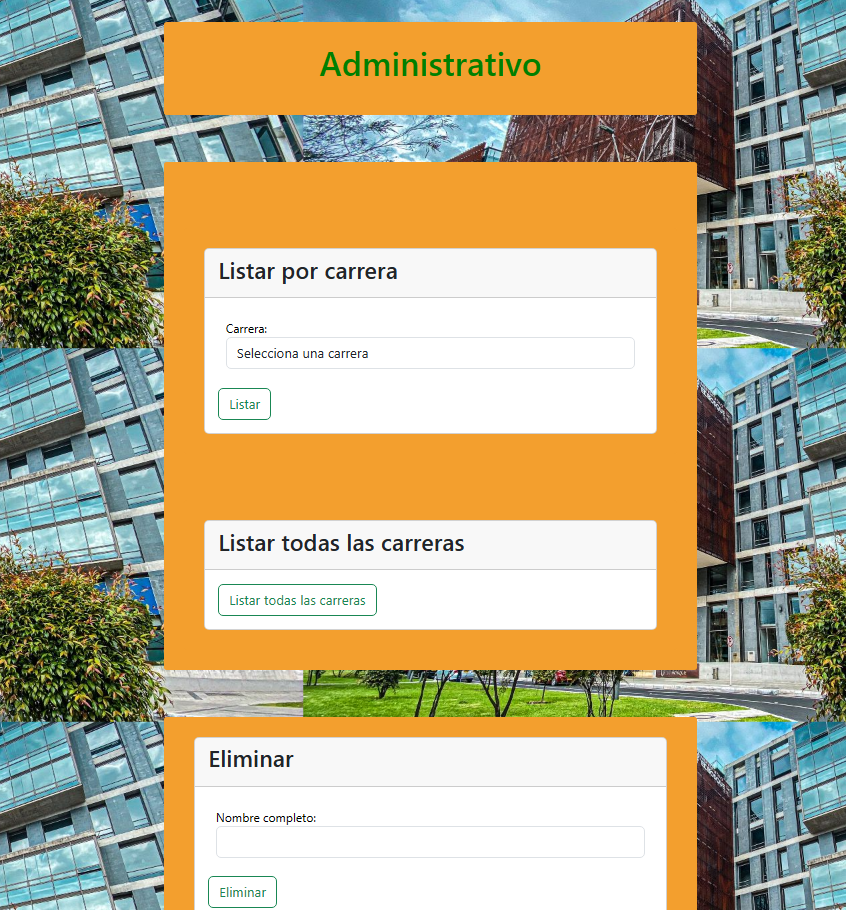 Administrativo
Listar por carrera
Carrera:
Selecciona una carrera
Listar
Listar todas las carreras
Listar todas las carreras
Eliminar
Nombre completo:
Eliminar